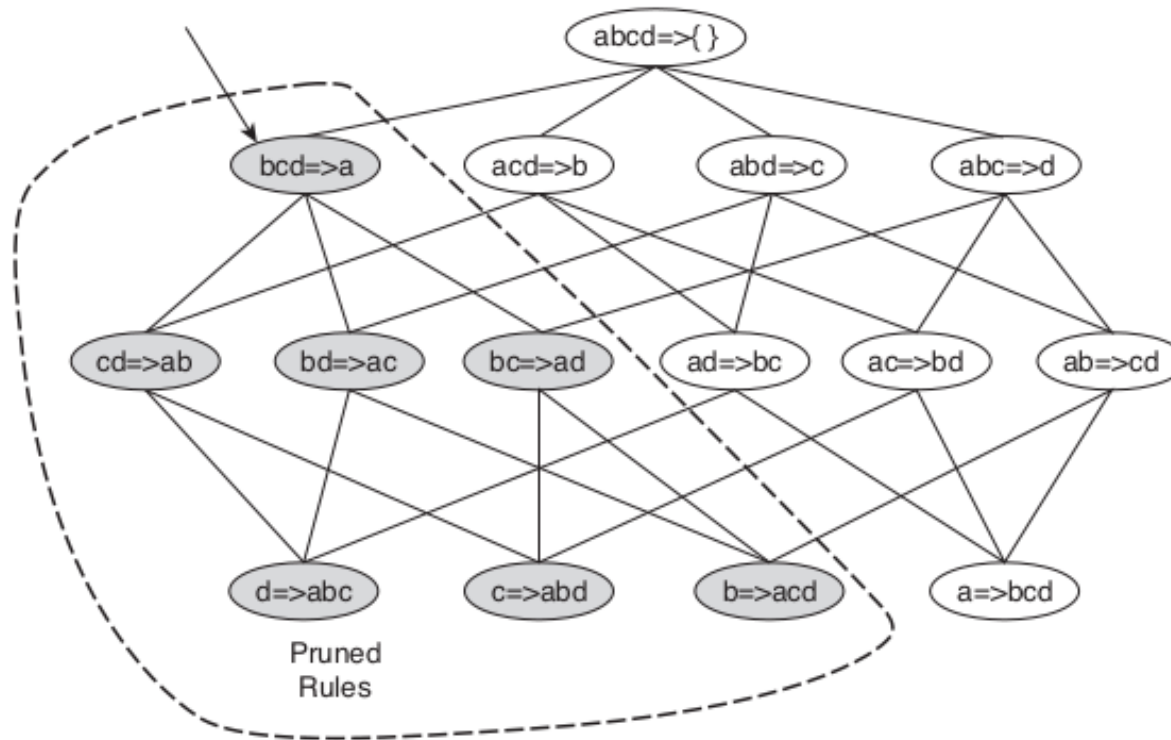 abcd=>{ }
bcd=>a
acd=>b
abd=>c
abc=>d
cd=>ab
bd=>ac
bc=>ad
ad=>bc
ac=>bd
ab=>cd
d=>abc
c=>abd
b=>acd
a=>bcd
Pruned
Rules